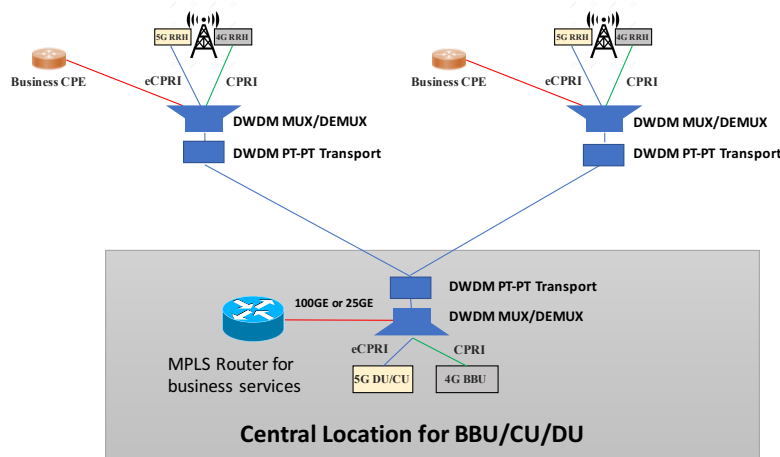 5G RRH
4G RRH
5G RRH
4G RRH
Business CPE
eCPRI
CPRI
Business CPE
eCPRI
CPRI
DWDM MUX/DEMUX
DWDM MUX/DEMUX
DWDM PT-PT Transport
DWDM PT-PT Transport
DWDM PT-PT Transport
100GE or 25GE
DWDM MUX/DEMUX
eCPRI
CPRI
MPLS Router for
business services
5G DU/CU
4G BBU
Central Location for BBU/CU/DU